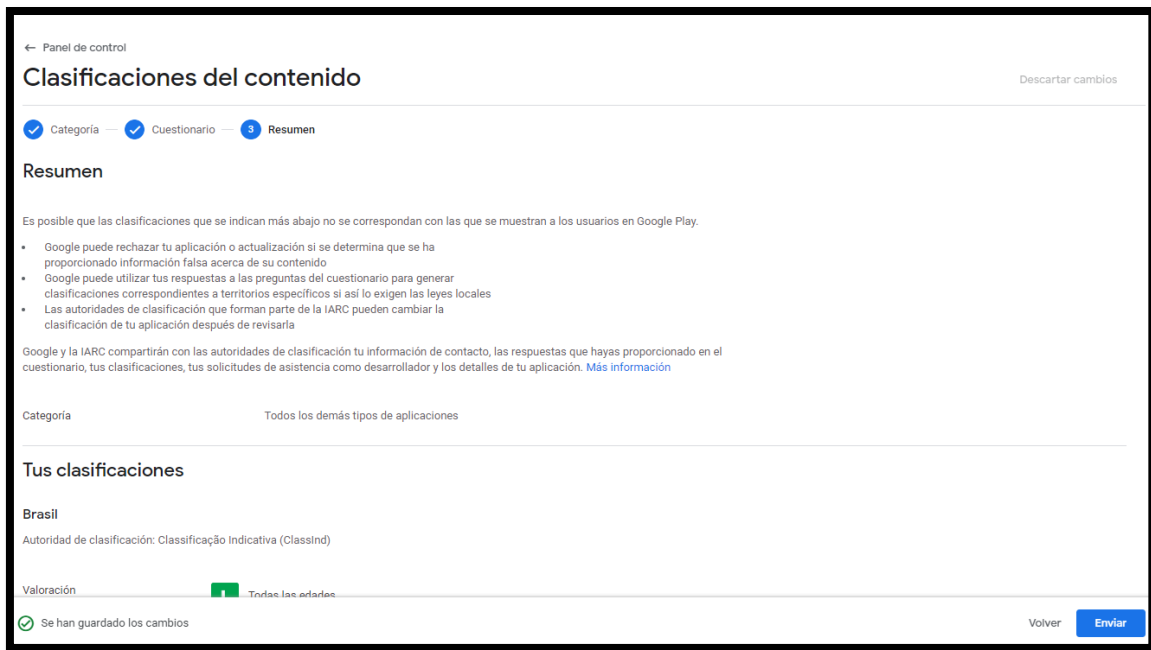 ← Panel de control
Clasificaciones del contenido
Descartar cambios
Categoría
Cuestionario
3 Resumen
Resumen
Es posible que las clasificaciones que se indican más abajo no se correspondan con las que se muestran a los usuarios en Google Play.
• Google puede rechazar tu aplicación o actualización si se determina que se ha
proporcionado información falsa acerca de su contenido
• Google puede utilizar tus respuestas a las preguntas del cuestionario para generar
clasificaciones correspondientes a territorios específicos si así lo exigen las leyes locales
• Las autoridades de clasificación que forman parte de la IARC pueden cambiar la
clasificación de tu aplicación después de revisarla
Google y la IARC compartirán con las autoridades de clasificación tu información de contacto, las respuestas que hayas proporcionado en el
cuestionario, tus clasificaciones, tus solicitudes de asistencia como desarrollador y los detalles de tu aplicación. Más información
Categoría Todos los demás tipos de aplicaciones
Tus clasificaciones
Brasil
Autoridad de clasificación: Classificação Indicativa (ClassInd)
Valoración L Todas las edades
Se han guardado los cambios
Volver
Enviar